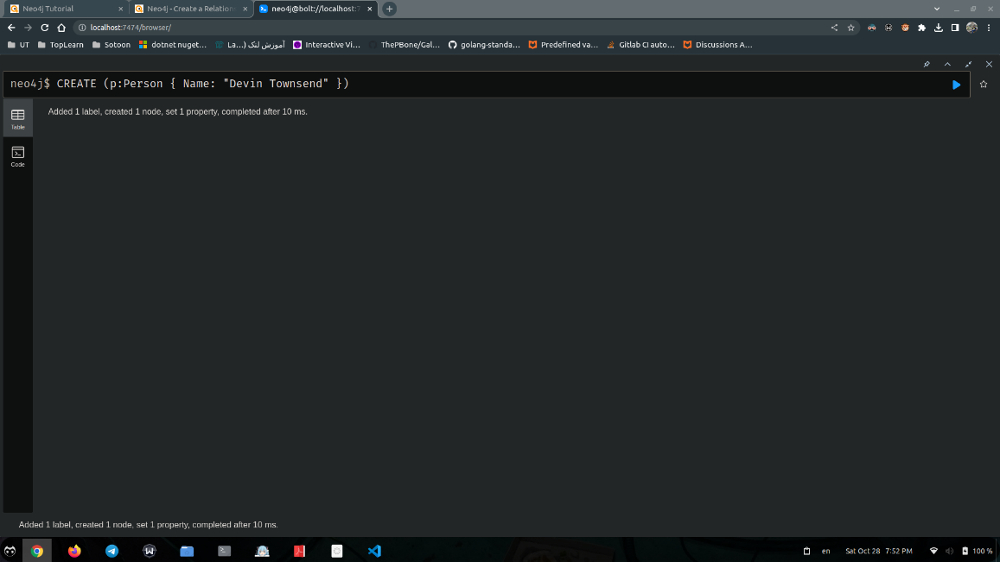 Neo4j Tutorial
Neo4j - Create a Relation
neo4j@bolt://localhost:7
localhost:7474/browser/
UT
TopLearn
Sotoon
dotnet nuget...
آموزش لنک (...La
Interactive Vi...
ThePBone/Gal...
golang-standa...
Predefined va...
Gitlab CI auto...
Discussions A...
neo4j$ CREATE (p:Person { Name: "Devin Townsend" })
Table
Added 1 label, created 1 node, set 1 property, completed after 10 ms.
Code
Added 1 label, created 1 node, set 1 property, completed after 10 ms.
en
Sat Oct 28 7:52 PM
100 %